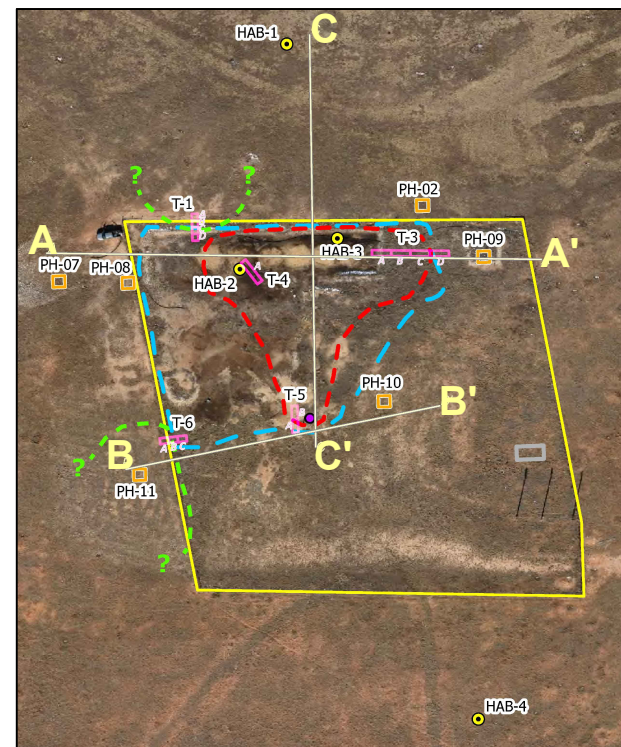 C
HAB-1
?
?
T-1
A
D
PH-02
A
HAB-3
T-3
A B C D
PH-09
A'
PH-07
PH-08
HAB-2
A
T-4
T-5
B
A
PH-10
B'
T-6
A B C
C'
B
?
PH-11
?
HAB-4